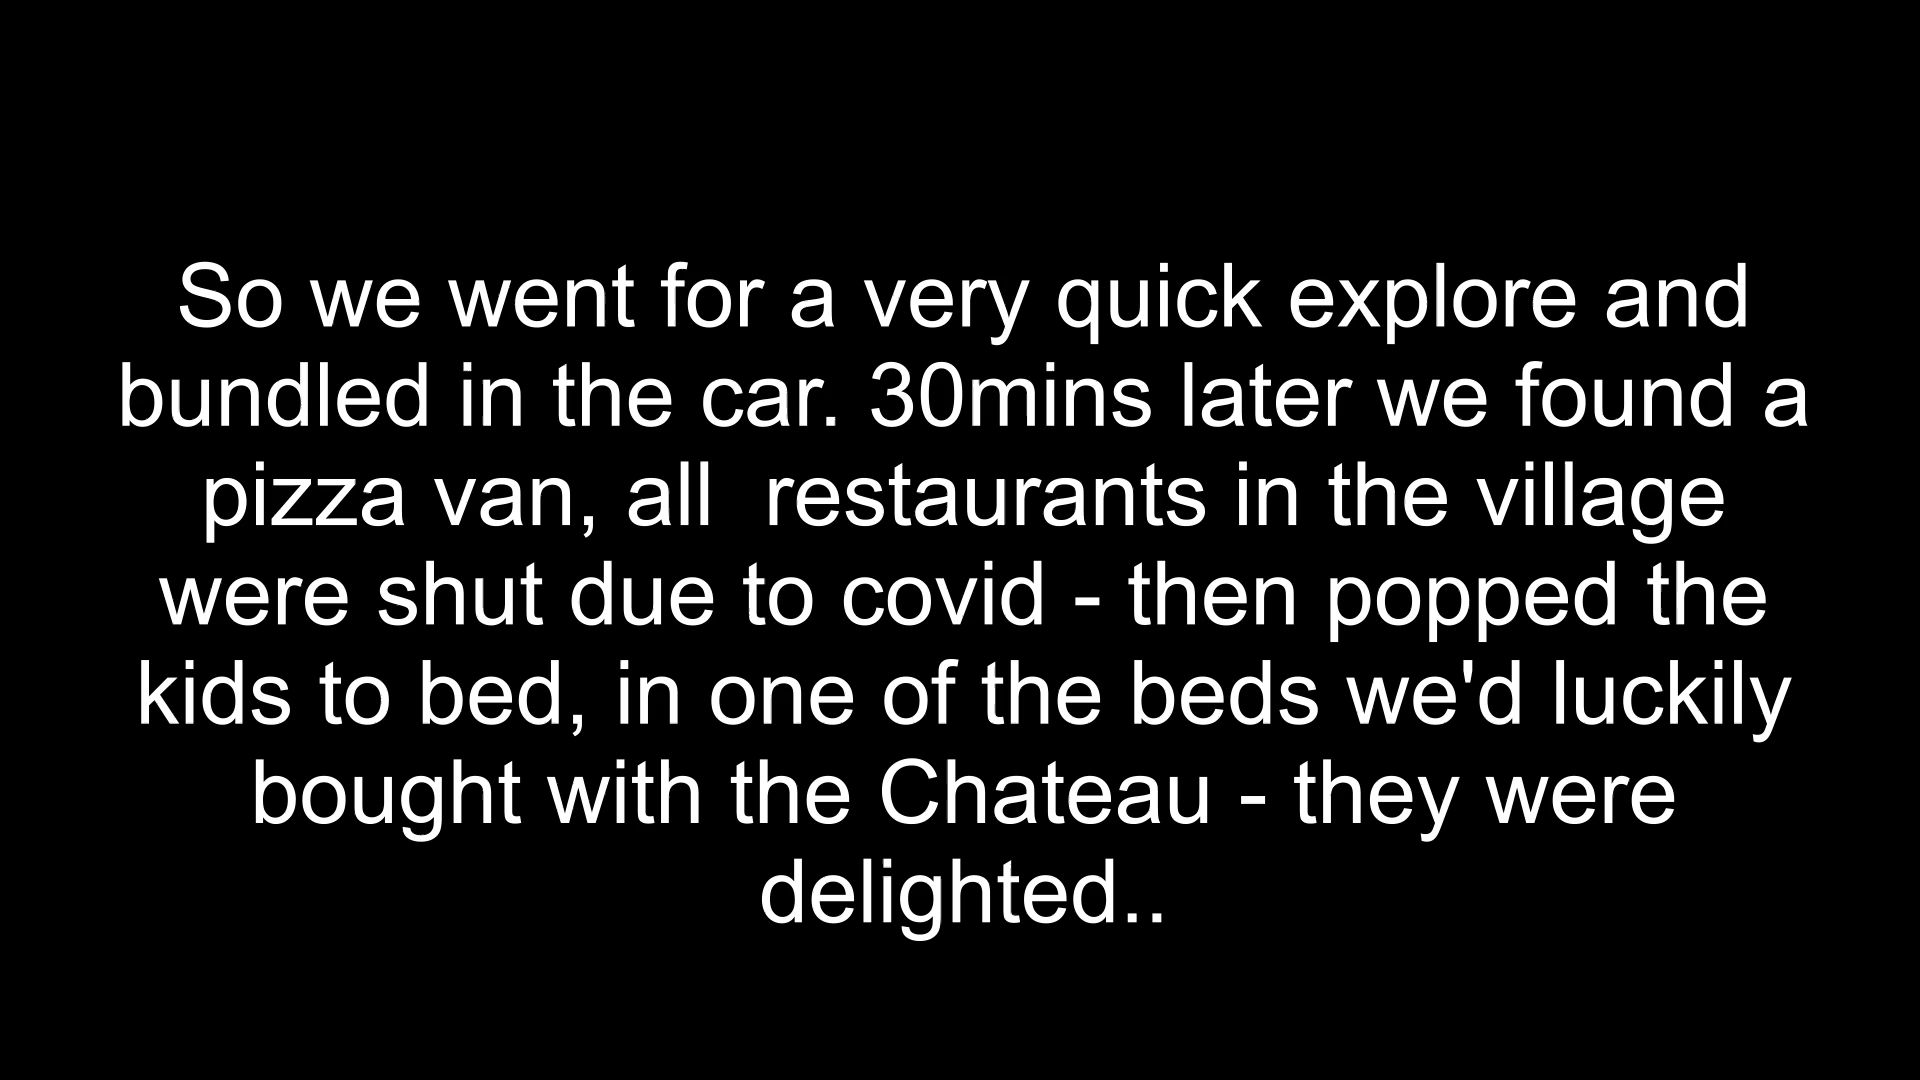 So we went for a very quick explore and
bundled in the car. 30mins later we found a
pizza van, all  restaurants in the village
were shut due to covid - then popped the
kids to bed, in one of the beds we'd luckily
bought with the Chateau - they were
delighted..